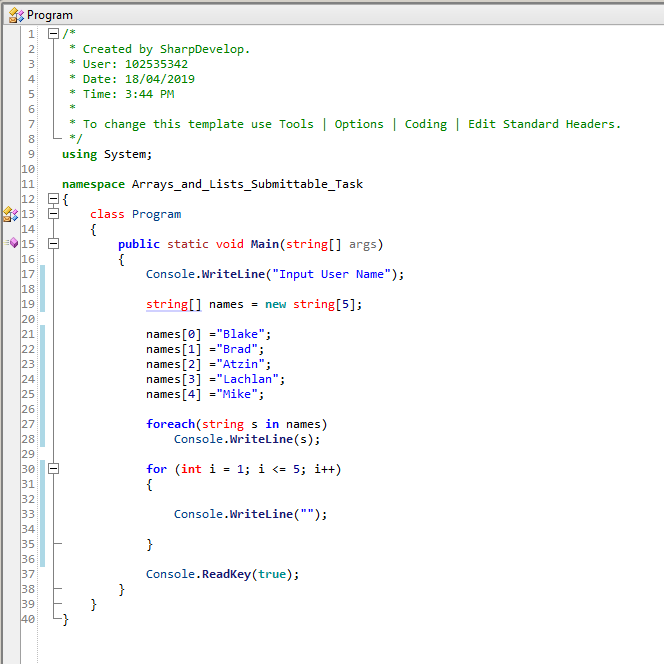 Program
1 /*
2  * Created by SharpDevelop.
3  * User: 102535342
4  * Date: 18/04/2019
5  * Time: 3:44 PM
6  *
7  * To change this template use Tools | Options | Coding | Edit Standard Headers.
8  */
9 using System;
10
11 namespace Arrays_and_Lists_Submittable_Task
12 {
13     class Program
14     {
15         public static void Main(string[] args)
16         {
17             Console.WriteLine("Input User Name");
18
19             string[] names = new string[5];
20
21             names[0] ="Blake";
22             names[1] ="Brad";
23             names[2] ="Atzin";
24             names[3] ="Lachlan";
25             names[4] ="Mike";
26
27             foreach(string s in names)
28                 Console.WriteLine(s);
29
30             for (int i = 1; i <= 5; i++)
31             {
32
33                 Console.WriteLine("");
34
35             }
36
37             Console.ReadKey(true);
38         }
39     }
40 }